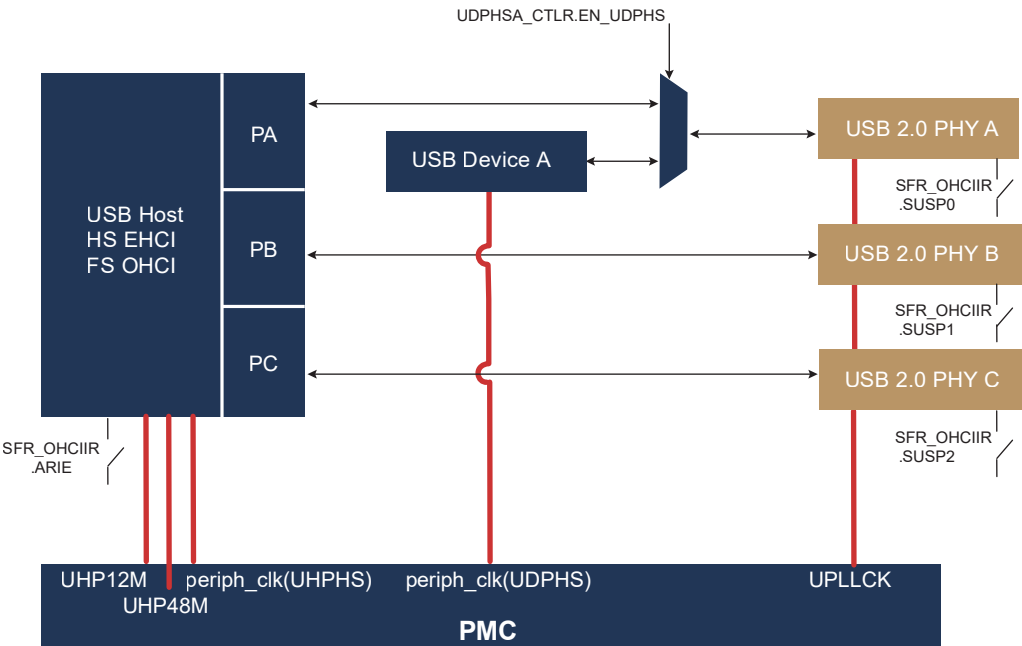 UDPHSA_CTLR.EN_UDPHS
PA
USB 2.0 PHY A
USB Device A
SFR_OHCIIR
.SUSP0
USB Host
HS EHCI
FS OHCI
PB
USB 2.0 PHY B
SFR_OHCIIR
.SUSP1
PC
USB 2.0 PHY C
SFR_OHCIIR
.ARIE
SFR_OHCIIR
.SUSP2
UHP12M
periph_clk(UHPHS)
periph_clk(UDPHS)
UPLLCK
UHP48M
PMC